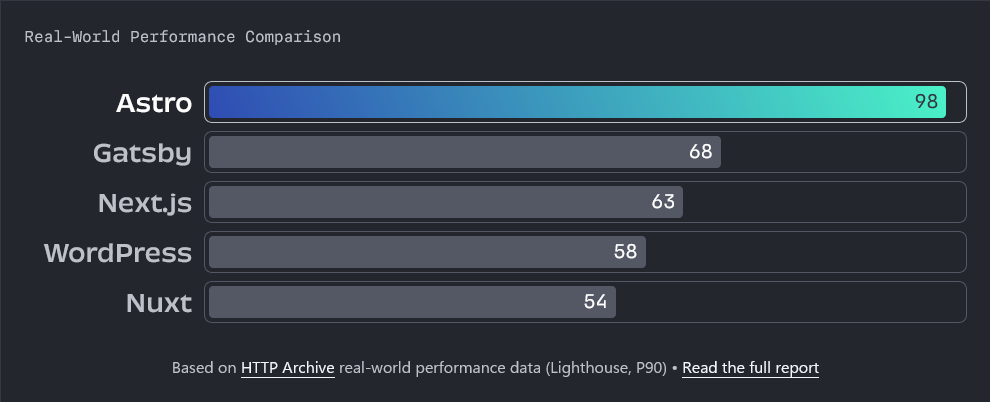 Real-World Performance Comparison
Astro 98
Gatsby 68
Next.js 63
WordPress 58
Nuxt 54
Based on HTTP Archive real-world performance data (Lighthouse, P90) • Read the full report